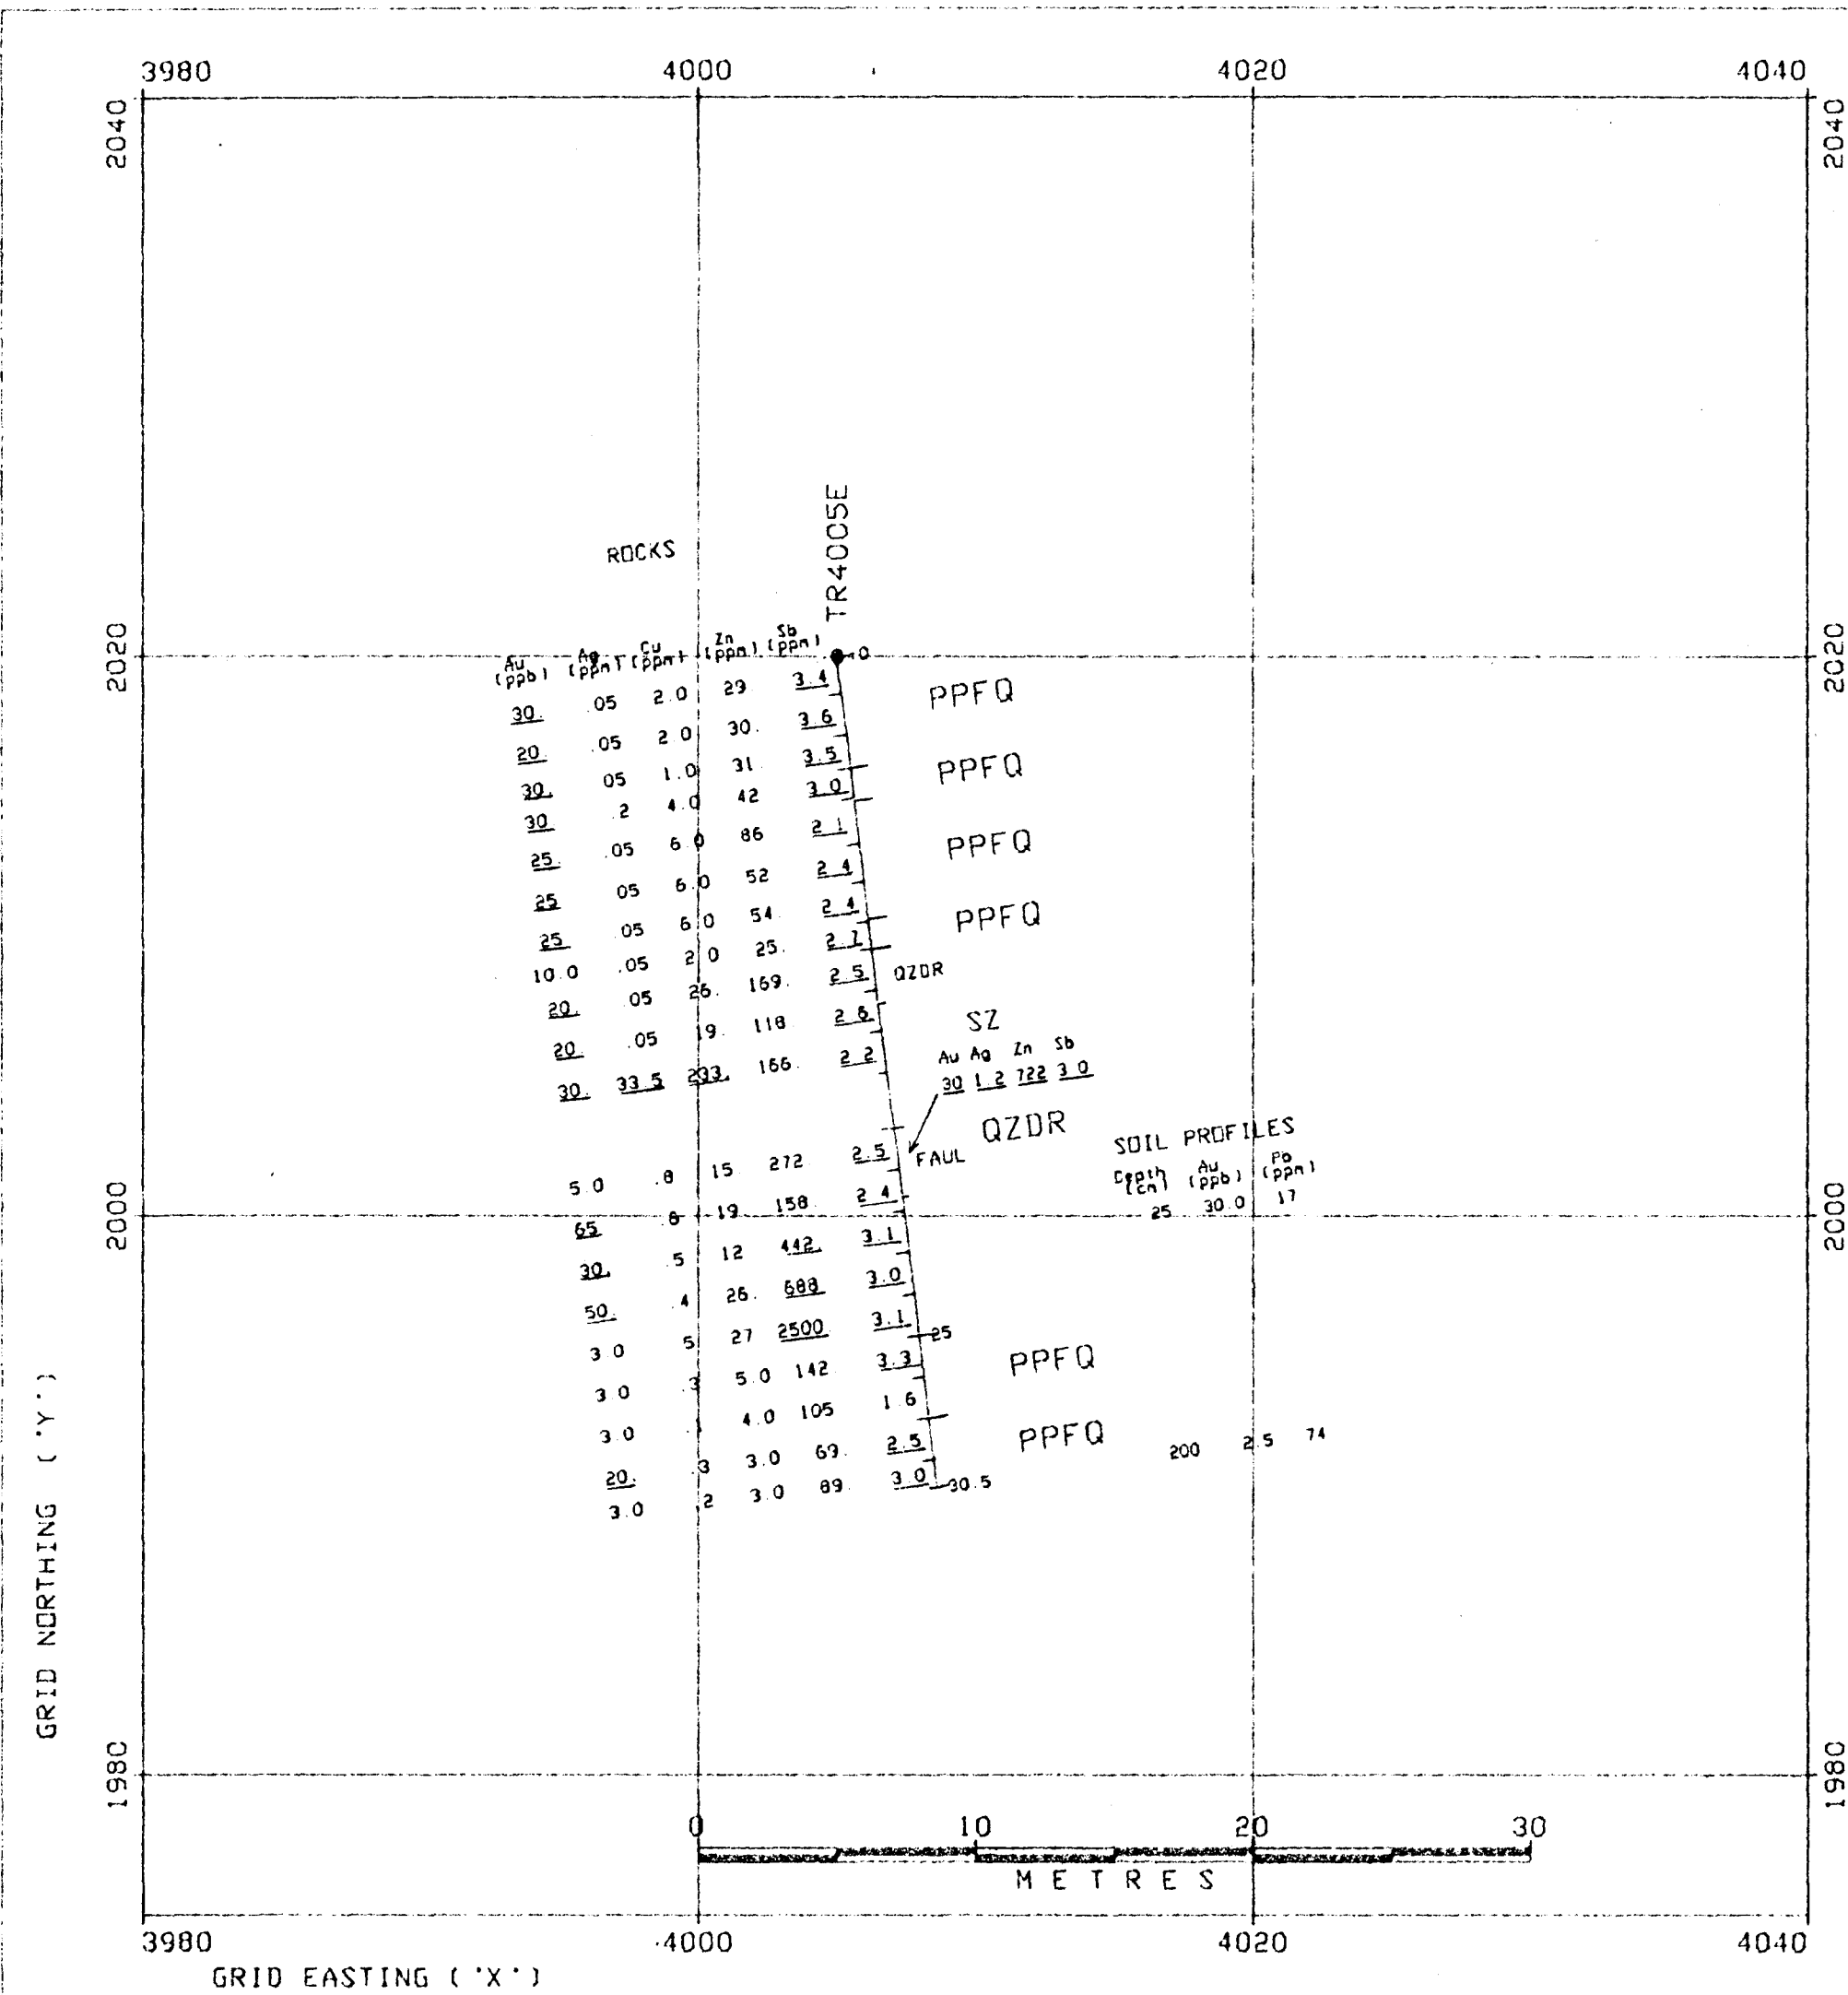 3980 4000 4020 4040
2040 2040
TR4005E
ROCKS
2020 2020
Au (ppb) Ag (ppm) Cu (ppm) Zn (ppm) Sb (ppm)
0
30. .05 2.0 29 3.4
PPFQ
20. .05 2.0 30. 3.6
30. 05 1.0 31. 3.5
PPFQ
30 .2 4.0 42 3.0
25. .05 6.0 86 2.1
PPFQ
25 05 6.0 52 2.4
25 .05 6.0 54. 2.4
PPFQ
10.0 .05 2.0 25. 2.7
20. .05 26. 169. 2.5
QZDR
20. .05 19. 118 2.6
SZ
Au Ag Zn Sb
30 1.2 722 3.0
30. 33.5 233. 166. 2.2
QZDR
FAUL
5.0 .8 15 272 2.5
SOIL PROFILES
Depth (cm) Au (ppb) Pb (ppm)
25 30.0 17
2000 2000
65 .8 19 158. 2.4
30. .5 12 442. 3.1
50. .4 26. 688 3.0
3.0 5 27 2500. 3.1
25
3.0 .3 5.0 142. 3.3
PPFQ
3.0 .1 4.0 105 1.6
PPFQ
200 2.5 74
20. .3 3.0 69. 2.5
3.0 .2 3.0 89. 3.0
30.5
GRID NORTHING ( 'Y' )
1980 1980
0 10 20 30
METRES
3980 4000 4020 4040
GRID EASTING ( 'X' )